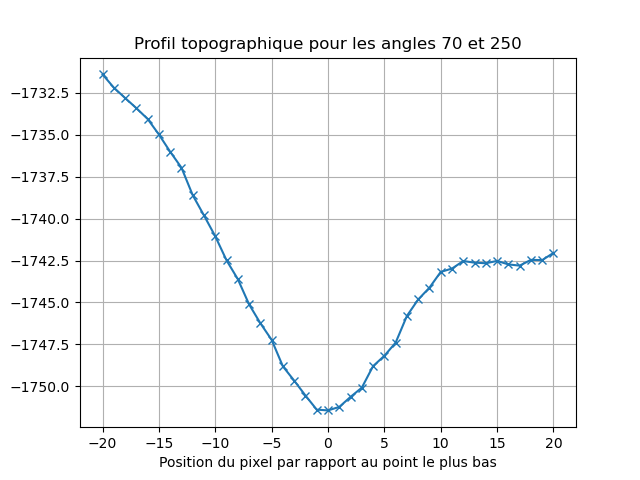 Profil topographique pour les angles 70 et 250
−1732.5
−1735.0
−1737.5
−1740.0
−1742.5
−1745.0
−1747.5
−1750.0
−20 −15 −10 −5 0 5 10 15 20
Position du pixel par rapport au point le plus bas